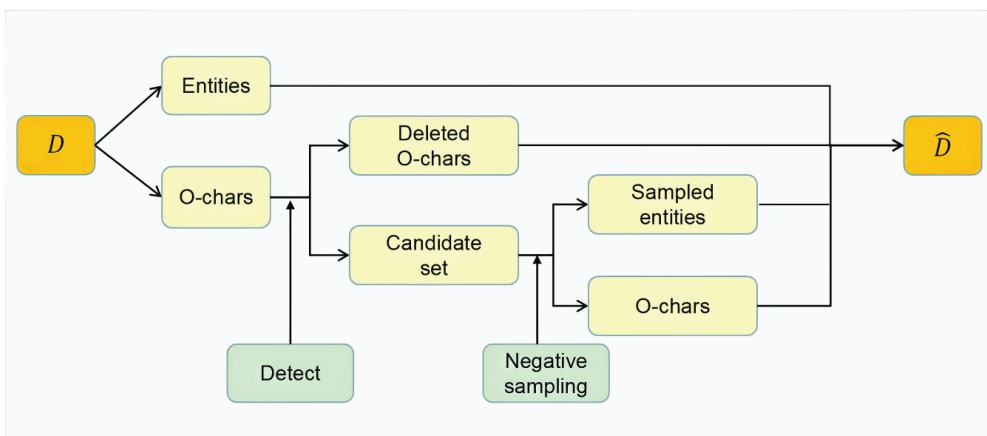 Entities
D
O-chars
Deleted
O-chars
Candidate
set
Sampled
entities
O-chars
D̂
Detect
Negative
sampling